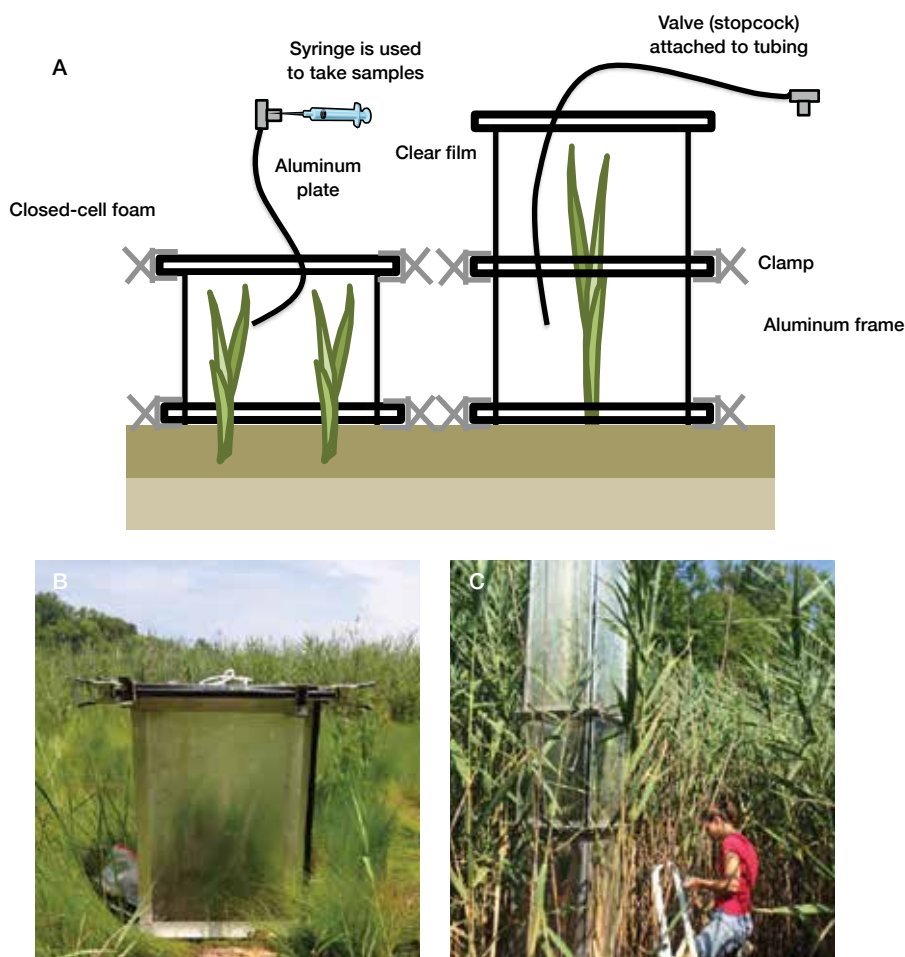 A
Syringe is used
to take samples
Valve (stopcock)
attached to tubing
Clear film
Aluminum
plate
Closed-cell foam
Clamp
Aluminum frame
B
C